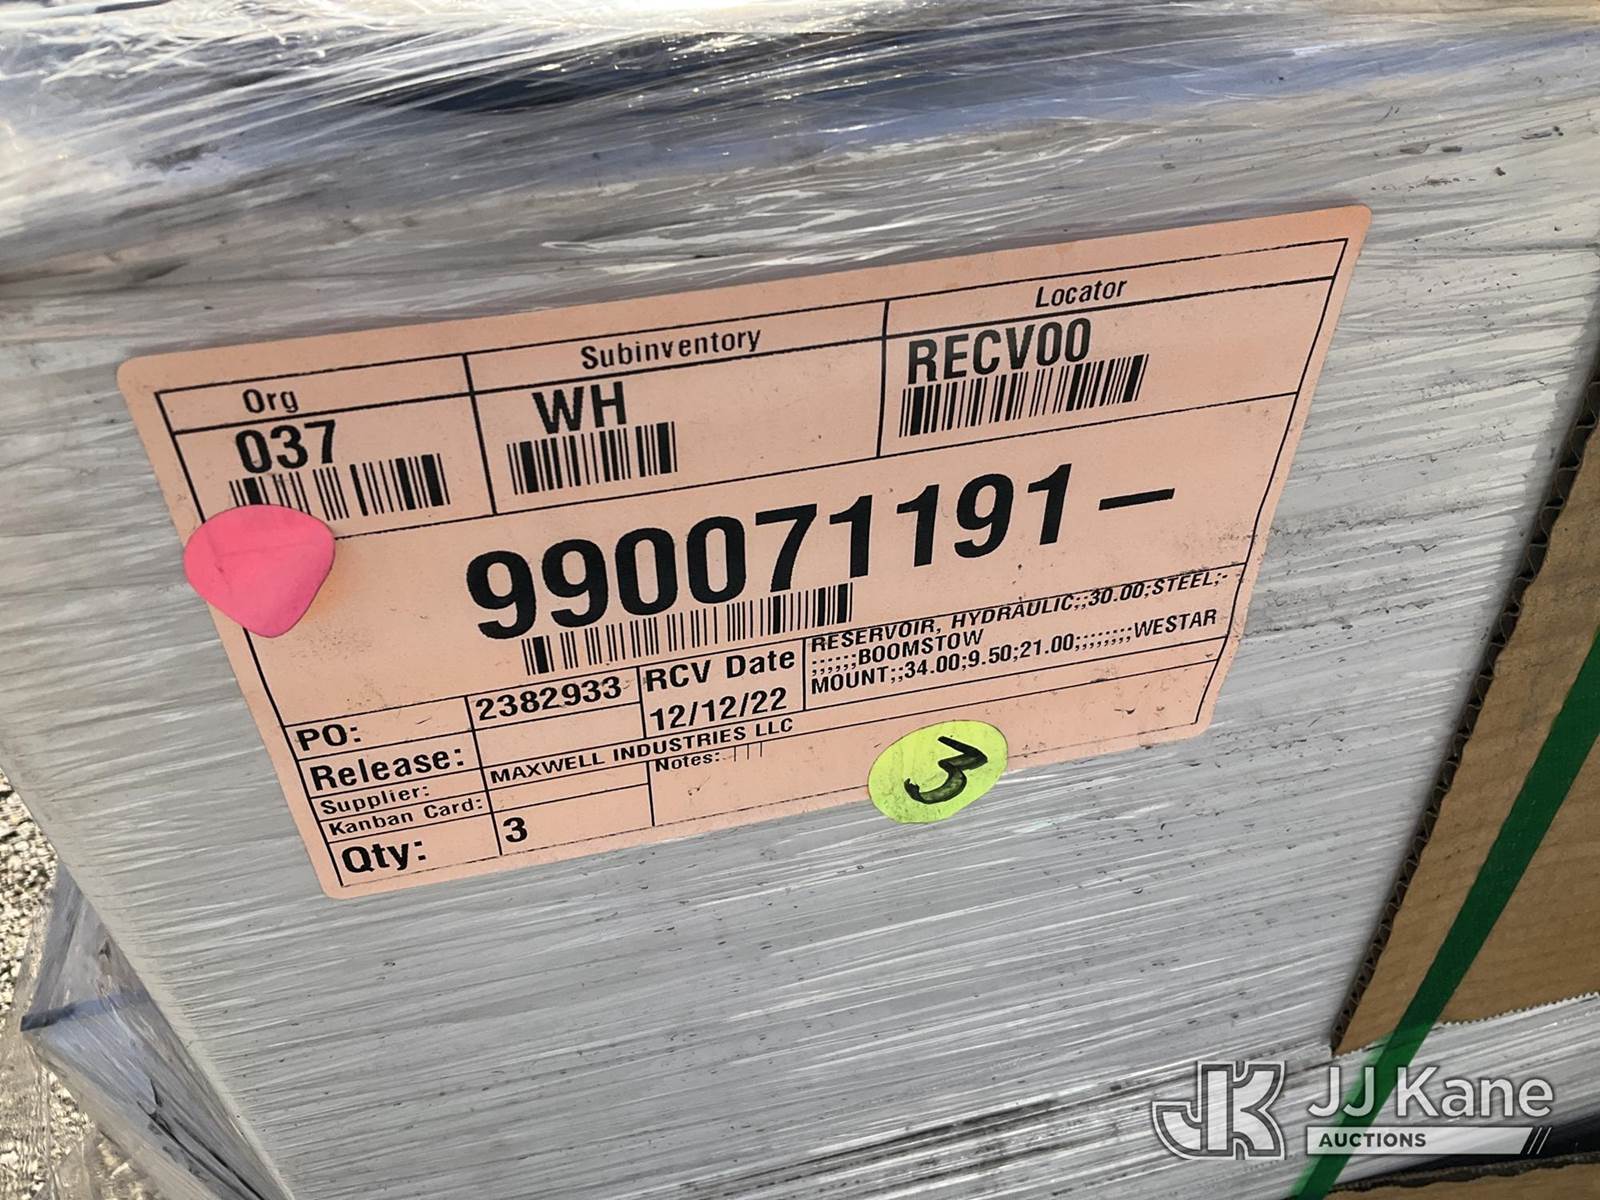 Org
Subinventory
Locator
037
WH
RECV00
990071191-
PO:
2382933
RCV Date
12/12/22
RESERVOIR, HYDRAULIC;;30.00;STEEL;-
;;;;;;BOOMSTOW
MOUNT;;34.00;9.50;21.00;;;;;;;;WESTAR
Release:
Supplier:
MAXWELL INDUSTRIES LLC
Kanban Card:
Notes: |||
Qty:
3
3
JK
JJ Kane
AUCTIONS